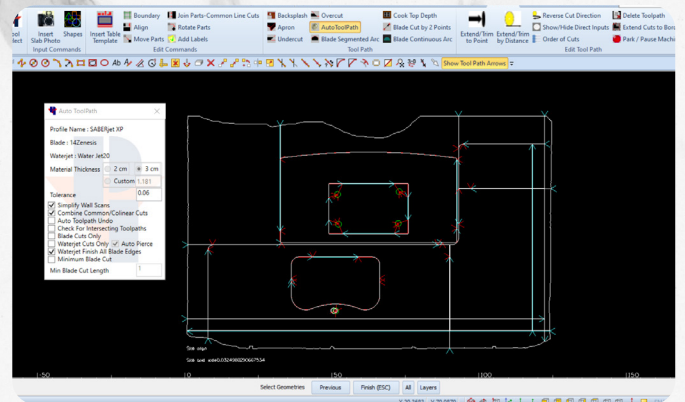 Boundary Join Parts-Common Line Cuts Backsplash Overcut Cook Top Depth Reverse Cut Direction Delete Toolpath
Select Insert Slab Photo Shapes Insert Table Template Align Rotate Parts Apron AutoToolPath Blade Cut by 2 Points Extend/Trim to Point Extend/Trim by Distance Show/Hide Direct Inputs Extend Cuts to Boun
Move Parts Add Labels Undercut Blade Segmented Arc Blade Continuous Arc Order of Cuts Park / Pause Machi
Input Commands Edit Commands Tool Path Edit Tool Path
Show Tool Path Arrows
Auto ToolPath
Profile Name : SABERjet XP
Blade : 14Zenesis
Waterjet : Water Jet20
Material Thickness 2 cm 3 cm
Custom 1.181
Tolerance 0.06
Simplify Wall Scans
Combine Common/Colinear Cuts
Auto Toolpath Undo
Check For Intersecting Toolpaths
Blade Cuts Only
Waterjet Cuts Only Auto Pierce
Waterjet Finish All Blade Edges
Minimum Blade Cut
Min Blade Cut Length 1
-50 0 50 100 150
Select Geometries Previous Finish (ESC) All Layers